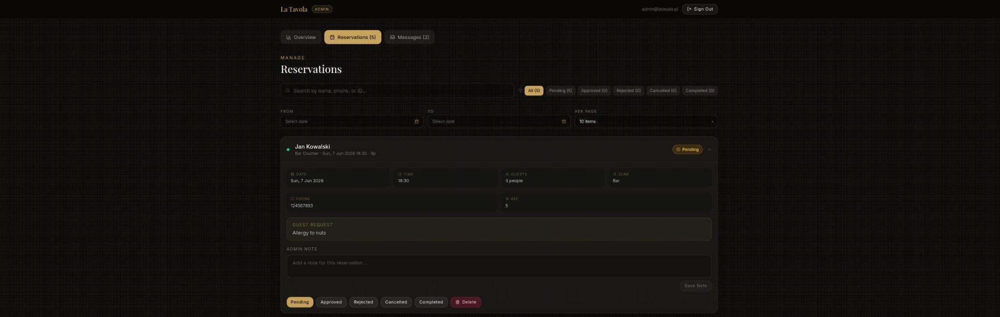 La Tavola ADMIN admin@latavola.pl Sign Out
Overview Reservations (5) Messages (2)
MANAGE
Reservations
Search by name, phone, or ID... All (5) Pending (5) Approved (0) Rejected (0) Cancelled (0) Completed (0)
FROM TO PER PAGE
Select date Select date 10 items
Jan Kowalski
Bar Counter · Sun, 7 Jun 2026 18:30 · 3p Pending
DATE TIME GUESTS ZONE
Sun, 7 Jun 2026 18:30 3 people Bar
PHONE REF
124567893 5
GUEST REQUEST
Allergy to nuts
ADMIN NOTE
Add a note for this reservation...
Save Note
Pending Approved Rejected Cancelled Completed Delete